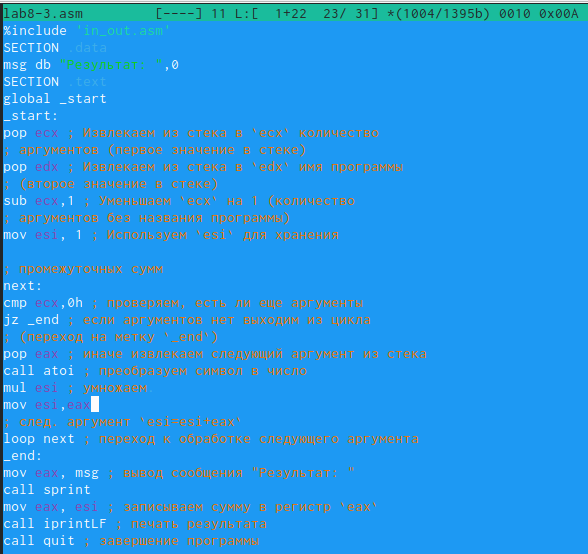 lab8-3.asm [----] 11 L:[ 1+22 23/ 31] *(1004/1395b) 0010 0x00A
%include 'in_out.asm'
SECTION .data
msg db "Результат: ",0
SECTION .text
global _start
_start:
pop ecx ; Извлекаем из стека в `ecx` количество
; аргументов (первое значение в стеке)
pop edx ; Извлекаем из стека в `edx` имя программы
; (второе значение в стеке)
sub ecx,1 ; Уменьшаем `ecx` на 1 (количество
; аргументов без названия программы)
mov esi, 1 ; Используем `esi` для хранения
; промежуточных сумм
next:
cmp ecx,0h ; проверяем, есть ли еще аргументы
jz _end ; если аргументов нет выходим из цикла
; (переход на метку `_end`)
pop eax ; иначе извлекаем следующий аргумент из стека
call atoi ; преобразуем символ в число
mul esi ; умножаем.
mov esi,eax
; след. аргумент `esi=esi+eax`
loop next ; переход к обработке следующего аргумента
_end:
mov eax, msg ; вывод сообщения "Результат: "
call sprint
mov eax, esi ; записываем сумму в регистр `eax`
call iprintLF ; печать результата
call quit ; завершение программы